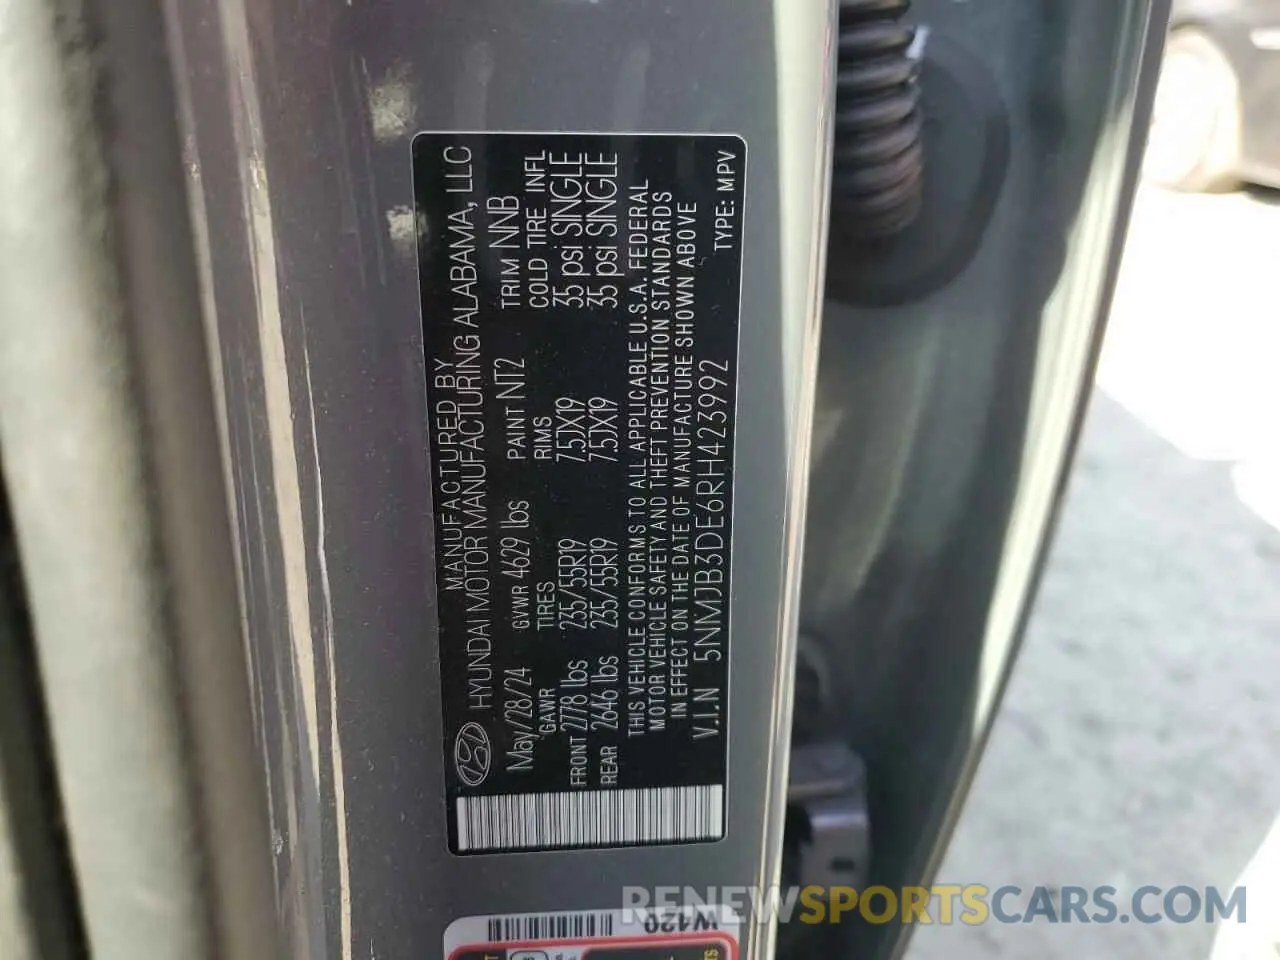 MANUFACTURED BY
HYUNDAI MOTOR MANUFACTURING ALABAMA, LLC
May/28/24 GVWR 4629 lbs PAINT NT2 TRIM NNB
GAWR TIRES RIMS COLD TIRE INFL
FRONT 2778 lbs 235/55R19 7.5JX19 35 psi SINGLE
REAR 2646 lbs 235/55R19 7.5JX19 35 psi SINGLE
THIS VEHICLE CONFORMS TO ALL APPLICABLE U.S.A. FEDERAL
MOTOR VEHICLE SAFETY AND THEFT PREVENTION STANDARDS
IN EFFECT ON THE DATE OF MANUFACTURE SHOWN ABOVE
V.I.N 5NMJB3DE6RH423992 TYPE: MPV
W420
RENEWSPORTSCARS.COM